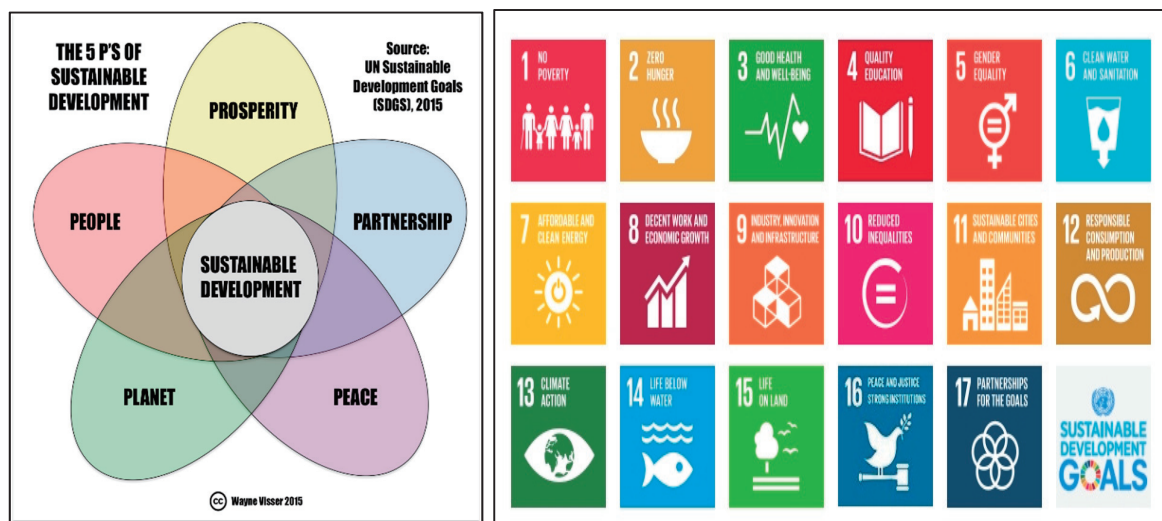 THE 5 P'S OF
SUSTAINABLE
DEVELOPMENT
Source:
UN Sustainable
Development Goals
(SDGS), 2015
PROSPERITY
PEOPLE
PARTNERSHIP
SUSTAINABLE
DEVELOPMENT
PLANET
PEACE
cc Wayne Visser 2015
1 NO
POVERTY
2 ZERO
HUNGER
3 GOOD HEALTH
AND WELL-BEING
4 QUALITY
EDUCATION
5 GENDER
EQUALITY
6 CLEAN WATER
AND SANITATION
7 AFFORDABLE AND
CLEAN ENERGY
8 DECENT WORK AND
ECONOMIC GROWTH
9 INDUSTRY, INNOVATION
AND INFRASTRUCTURE
10 REDUCED
INEQUALITIES
11 SUSTAINABLE CITIES
AND COMMUNITIES
12 RESPONSIBLE
CONSUMPTION
AND PRODUCTION
13 CLIMATE
ACTION
14 LIFE BELOW
WATER
15 LIFE
ON LAND
16 PEACE AND JUSTICE
STRONG INSTITUTIONS
17 PARTNERSHIPS
FOR THE GOALS
SUSTAINABLE
DEVELOPMENT
GOALS